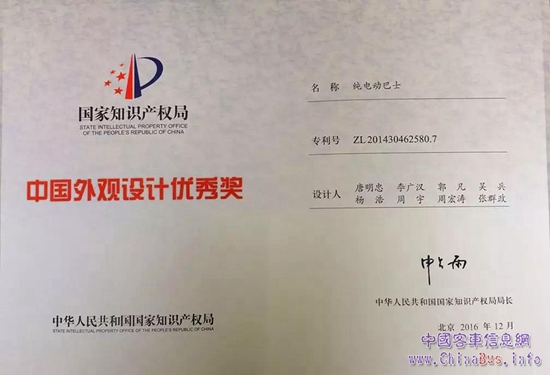 国家知识产权局
STATE INTELLECTUAL PROPERTY OFFICE
OF THE PEOPLE'S REPUBLIC OF CHINA
中国外观设计优秀奖
中华人民共和国国家知识产权局
STATE INTELLECTUAL PROPERTY OFFICE OF THE PEOPLE'S REPUBLIC OF CHINA
名 称 纯电动巴士
专利号 ZL 201430462580.7
设计人 唐明忠 李广汉 郭 凡 吴 兵
杨 浩 周 宇 周宏涛 张群政
中华人民共和国国家知识产权局局长
北京 2016 年 12 月
中國客車信息網
www.ChinaBus.info